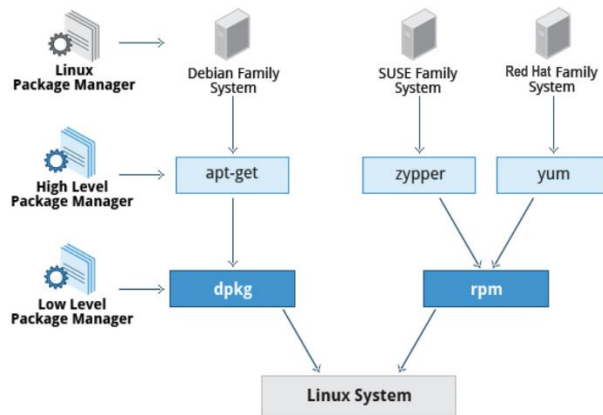 Linux
Package Manager
Debian Family
System
SUSE Family
System
Red Hat Family
System
High Level
Package Manager
apt-get
zypper
yum
Low Level
Package Manager
dpkg
rpm
Linux System